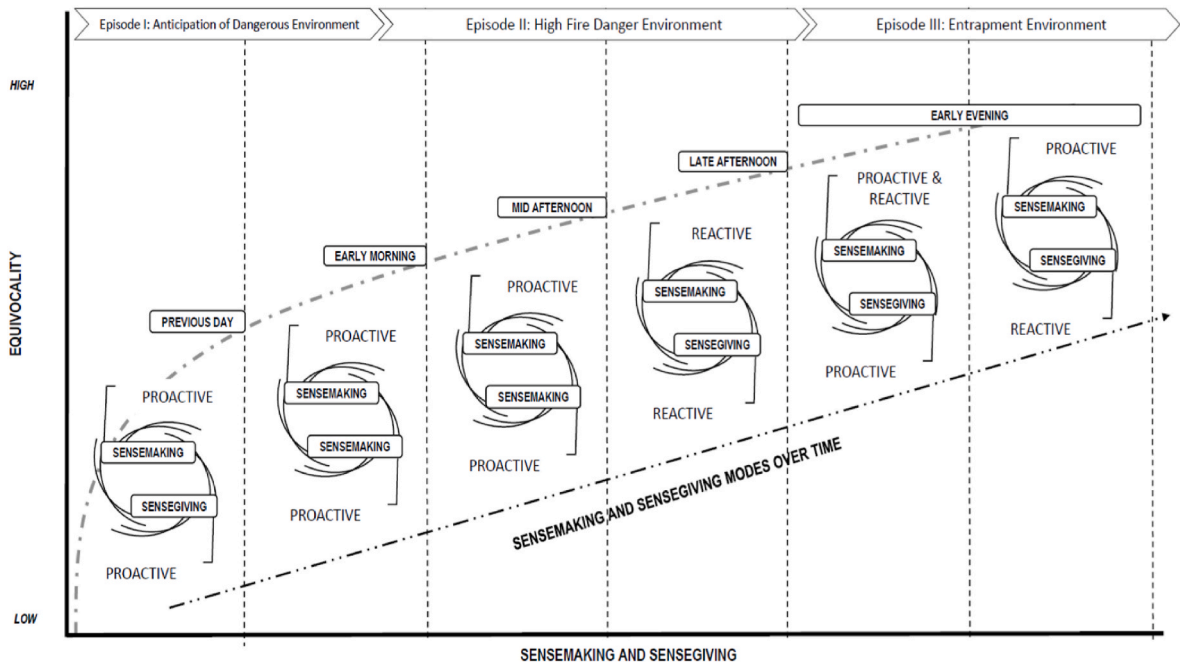 Episode I: Anticipation of Dangerous Environment
Episode II: High Fire Danger Environment
Episode III: Entrapment Environment
HIGH
EQUIVOCALITY
LOW
PREVIOUS DAY
PROACTIVE
SENSEMAKING
SENSEGIVING
PROACTIVE
EARLY MORNING
PROACTIVE
SENSEMAKING
SENSEMAKING
PROACTIVE
MID AFTERNOON
PROACTIVE
SENSEMAKING
SENSEMAKING
PROACTIVE
LATE AFTERNOON
REACTIVE
SENSEMAKING
SENSEGIVING
REACTIVE
EARLY EVENING
PROACTIVE &
REACTIVE
SENSEMAKING
SENSEGIVING
PROACTIVE
PROACTIVE
SENSEMAKING
SENSEGIVING
REACTIVE
SENSEMAKING AND SENSEGIVING MODES OVER TIME
SENSEMAKING AND SENSEGIVING